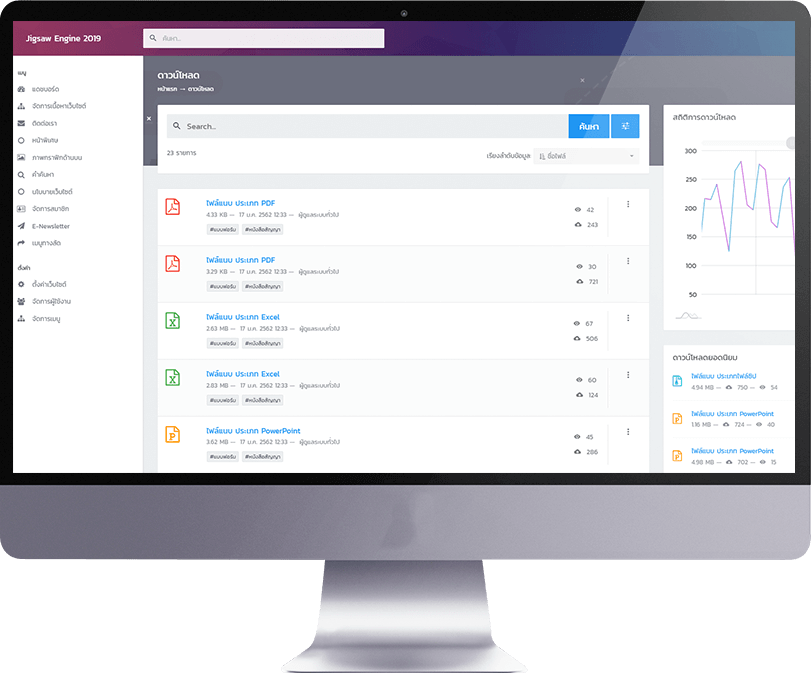 Jigsaw Engine 2019
ค้นหา...
เมนู
แดชบอร์ด
จัดการเนื้อหาเว็บไซต์
ติดต่อเรา
หน้าพิเศษ
ภาพกราฟิกด้านบน
คำค้นหา
นโยบายเว็บไซต์
จัดการสมาชิก
E-Newsletter
เมนูทางลัด
ตั้งค่า
ตั้งค่าเว็บไซต์
จัดการผู้ใช้งาน
จัดการเมนู
ดาวน์โหลด
หน้าแรก → ดาวน์โหลด
Search...
ค้นหา
23 รายการ
เรียงลำดับข้อมูล ชื่อไฟล์
ไฟล์แบบ ประเภท PDF
42
4.33 KB — 17 ม.ค. 2562 12:33 — ผู้ดูแลระบบทั่วไป
243
#แบบฟอร์ม #หนังสือสัญญา
ไฟล์แบบ ประเภท PDF
30
3.29 KB — 17 ม.ค. 2562 12:33 — ผู้ดูแลระบบทั่วไป
721
#แบบฟอร์ม #หนังสือสัญญา
ไฟล์แบบ ประเภท Excel
67
2.63 MB — 17 ม.ค. 2562 12:33 — ผู้ดูแลระบบทั่วไป
506
#แบบฟอร์ม #หนังสือสัญญา
ไฟล์แบบ ประเภท Excel
60
2.83 MB — 17 ม.ค. 2562 12:33 — ผู้ดูแลระบบทั่วไป
124
#แบบฟอร์ม #หนังสือสัญญา
ไฟล์แบบ ประเภท PowerPoint
45
3.62 MB — 17 ม.ค. 2562 12:33 — ผู้ดูแลระบบทั่วไป
286
#แบบฟอร์ม #หนังสือสัญญา
สถิติการดาวน์โหลด
300
250
200
150
100
50
ดาวน์โหลดยอดนิยม
ไฟล์แบบ ประเภทไฟล์ซิป
4.94 MB — 750 — 54
ไฟล์แบบ ประเภท PowerPoint
1.16 MB — 724 — 40
ไฟล์แบบ ประเภท PowerPoint
4.98 MB — 702 — 15